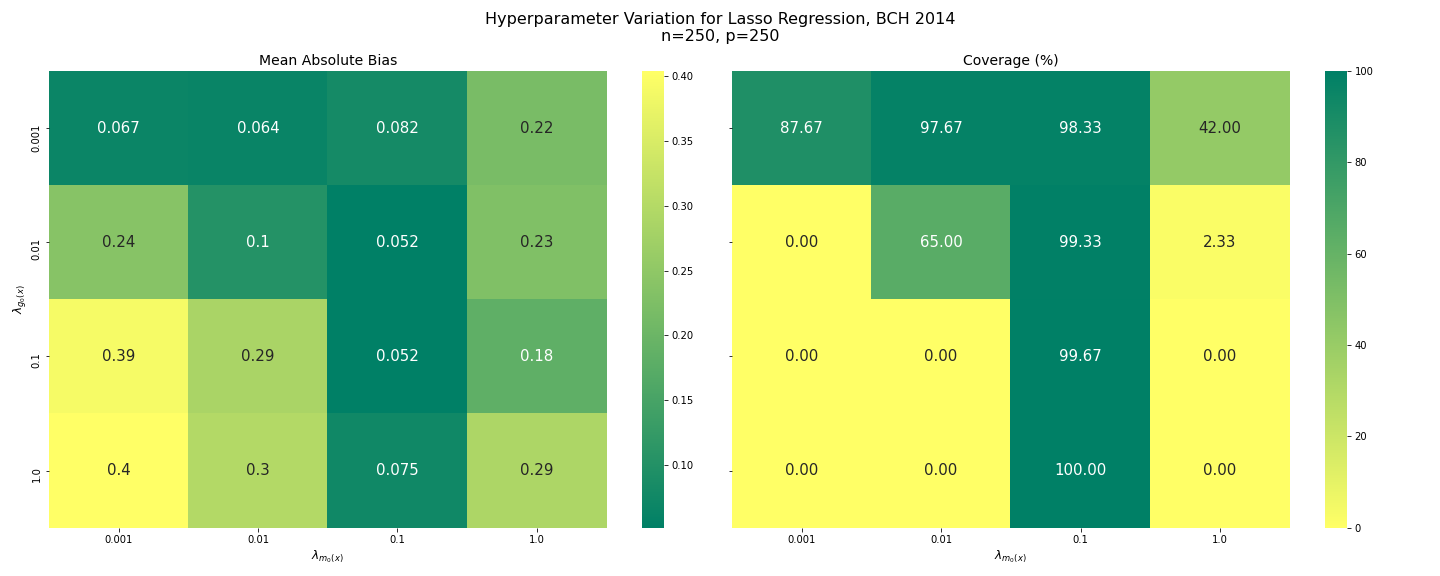 Hyperparameter Variation for Lasso Regression, BCH 2014
n=250, p=250
Mean Absolute Bias
0.001 0.067 0.064 0.082 0.22
0.01 0.24 0.1 0.052 0.23
0.1 0.39 0.29 0.052 0.18
1.0 0.4 0.3 0.075 0.29
0.001 0.01 0.1 1.0
λ_{g_0(x)}
λ_{m_0(x)}
0.40
0.35
0.30
0.25
0.20
0.15
0.10
Coverage (%)
87.67 97.67 98.33 42.00
0.00 65.00 99.33 2.33
0.00 0.00 99.67 0.00
0.00 0.00 100.00 0.00
0.001 0.01 0.1 1.0
λ_{m_0(x)}
100
80
60
40
20
0